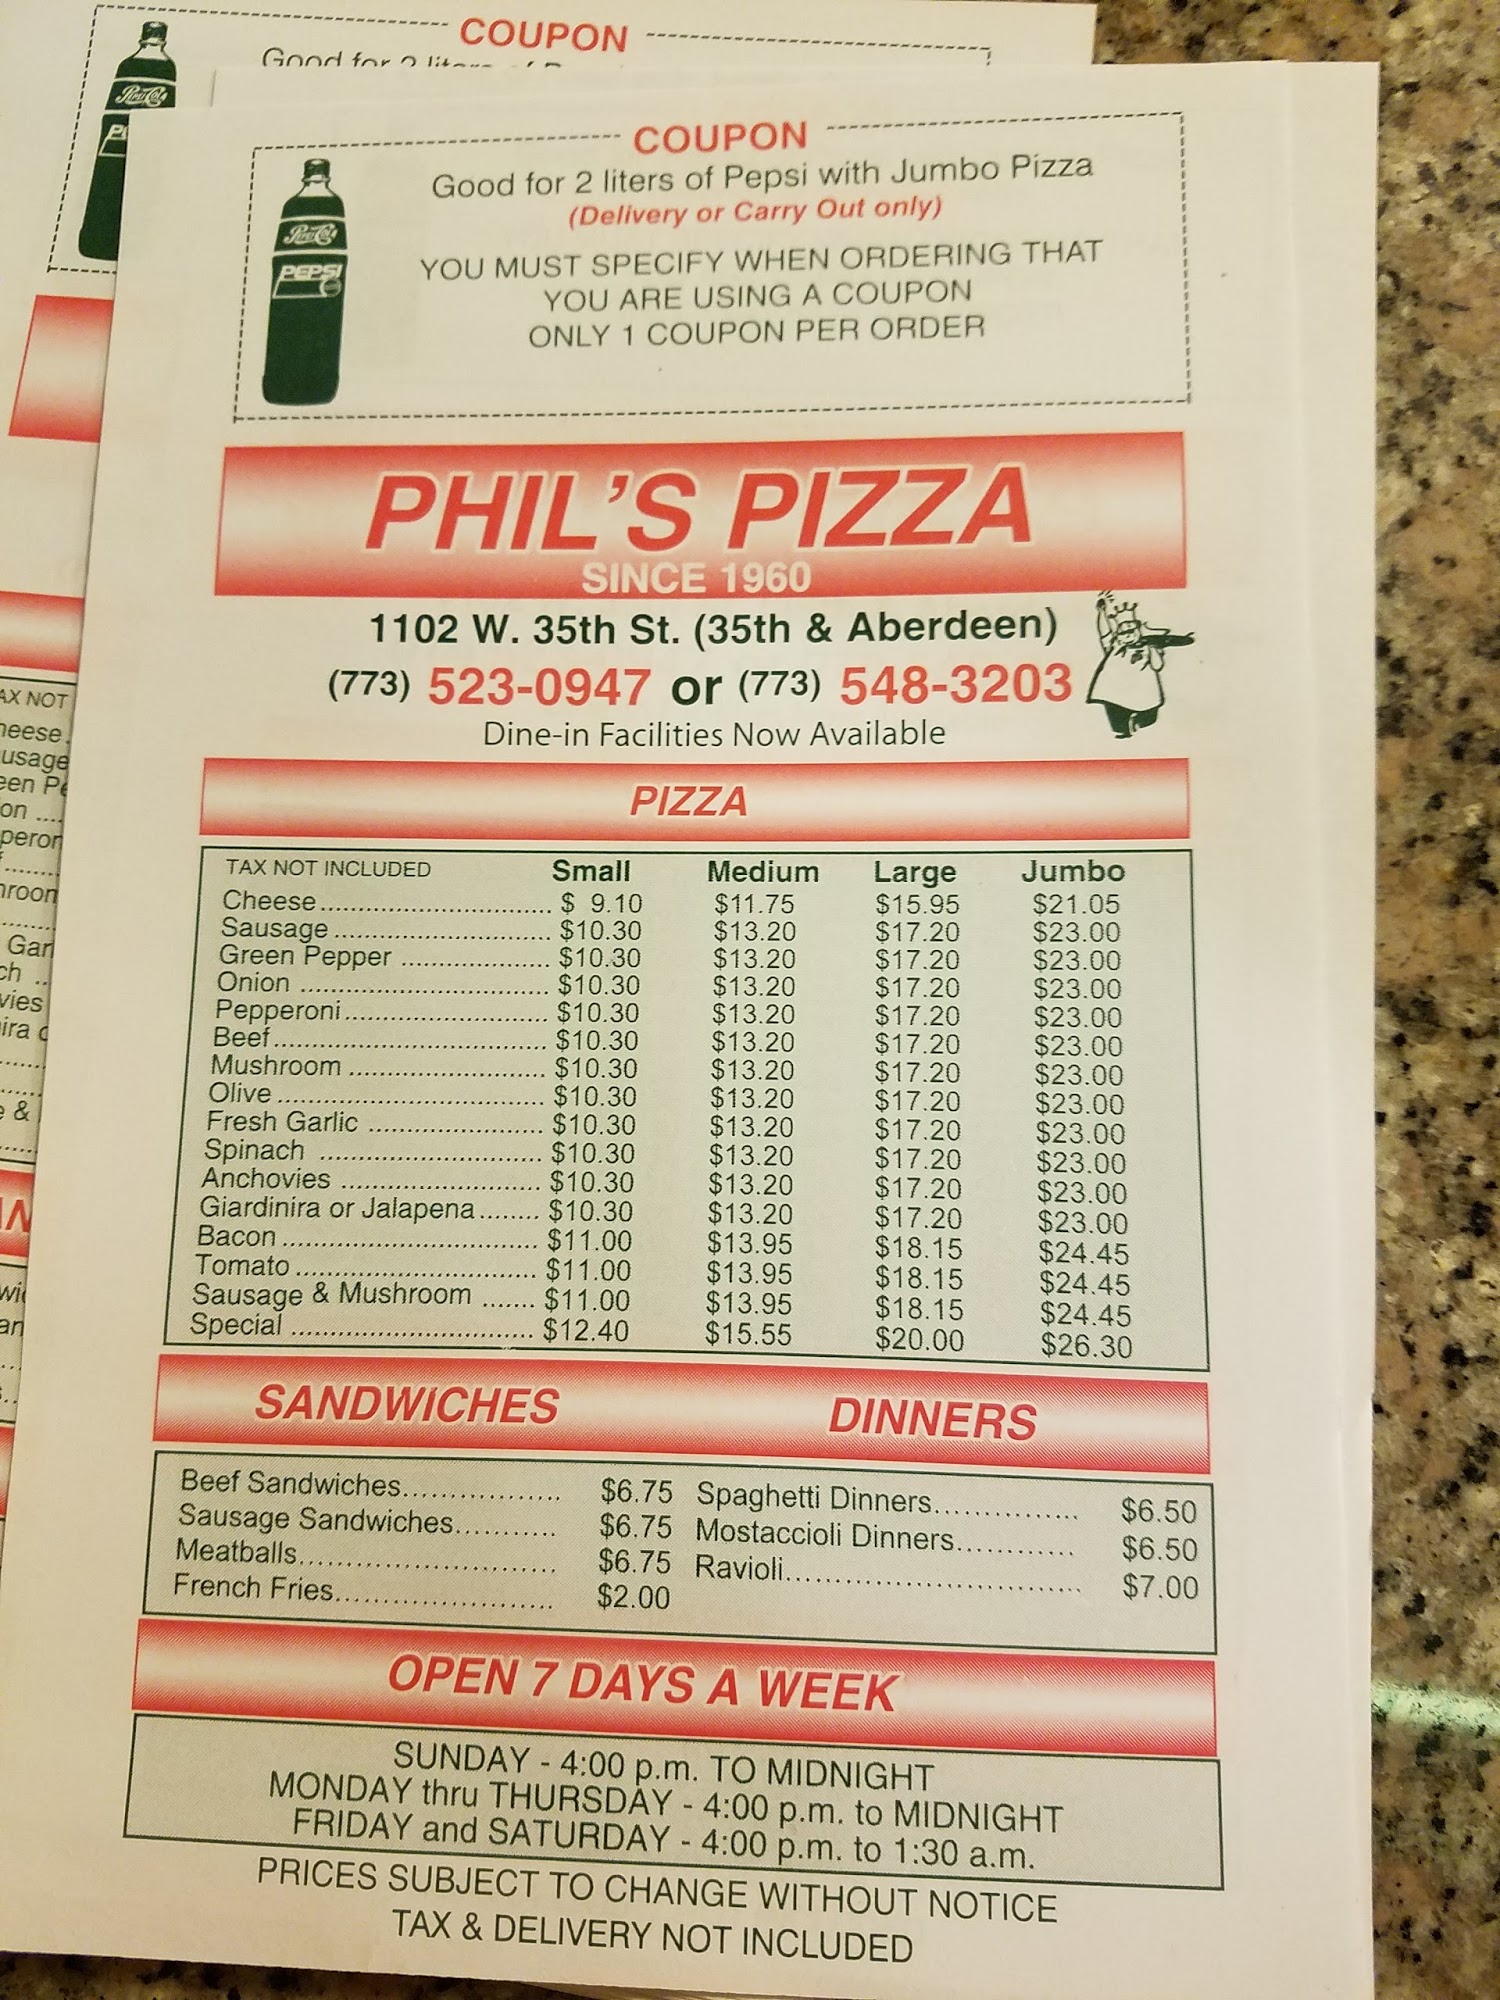 COUPON
COUPON
Good for 2 liters of Pepsi with Jumbo Pizza
(Delivery or Carry Out only)
YOU MUST SPECIFY WHEN ORDERING THAT
YOU ARE USING A COUPON
ONLY 1 COUPON PER ORDER
Pepsi-Cola
PEPSI
PHIL'S PIZZA
SINCE 1960
1102 W. 35th St. (35th & Aberdeen)
(773) 523-0947 or (773) 548-3203
Dine-in Facilities Now Available
PIZZA
TAX NOT INCLUDED Small Medium Large Jumbo
Cheese.............................. $ 9.10 $11.75 $15.95 $21.05
Sausage............................ $10.30 $13.20 $17.20 $23.00
Green Pepper ................... $10.30 $13.20 $17.20 $23.00
Onion ................................ $10.30 $13.20 $17.20 $23.00
Pepperoni.......................... $10.30 $13.20 $17.20 $23.00
Beef................................... $10.30 $13.20 $17.20 $23.00
Mushroom ......................... $10.30 $13.20 $17.20 $23.00
Olive .................................. $10.30 $13.20 $17.20 $23.00
Fresh Garlic ...................... $10.30 $13.20 $17.20 $23.00
Spinach ............................. $10.30 $13.20 $17.20 $23.00
Anchovies ......................... $10.30 $13.20 $17.20 $23.00
Giardinira or Jalapena........ $10.30 $13.20 $17.20 $23.00
Bacon ................................ $11.00 $13.95 $18.15 $24.45
Tomato............................... $11.00 $13.95 $18.15 $24.45
Sausage & Mushroom ....... $11.00 $13.95 $18.15 $24.45
Special ............................... $12.40 $15.55 $20.00 $26.30
SANDWICHES DINNERS
Beef Sandwiches.................. $6.75 Spaghetti Dinners................ $6.50
Sausage Sandwiches........... $6.75 Mostaccioli Dinners............. $6.50
Meatballs............................. $6.75 Ravioli................................. $7.00
French Fries........................ $2.00
OPEN 7 DAYS A WEEK
SUNDAY - 4:00 p.m. TO MIDNIGHT
MONDAY thru THURSDAY - 4:00 p.m. to MIDNIGHT
FRIDAY and SATURDAY - 4:00 p.m. to 1:30 a.m.
PRICES SUBJECT TO CHANGE WITHOUT NOTICE
TAX & DELIVERY NOT INCLUDED